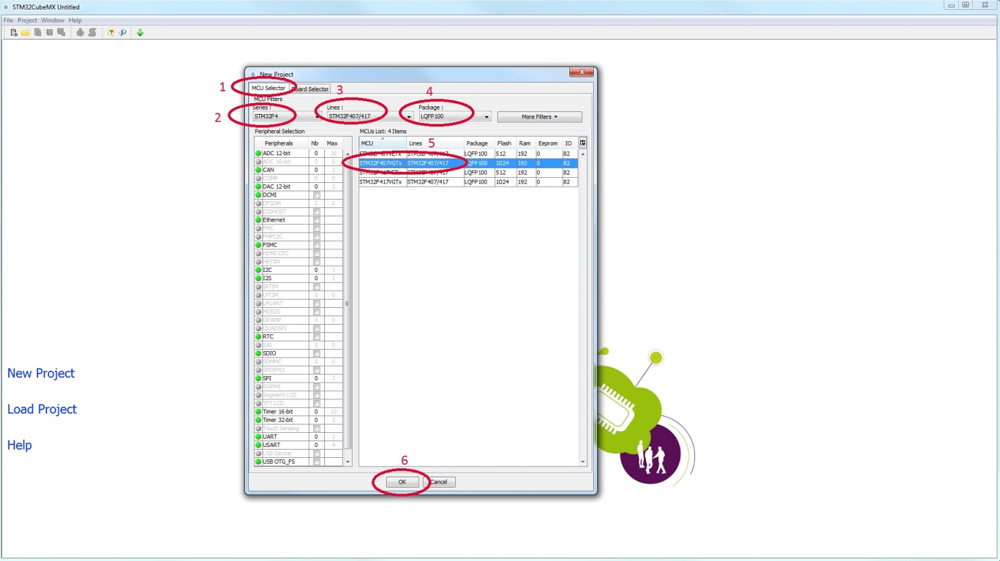 STM32CubeMX Untitled
File Project Window Help
New Project
1 MCU Selector Board Selector 3 4
MCU Filters
Series : Lines : Package :
2 STM32F4 STM32F407/417 LQFP100 More Filters
Peripheral Selection MCUs List: 4 Items
Peripherals Nb Max
ADC 12-bit 0 16
ADC 16-bit 0 0
CAN 0 2
COMP 0 0
DAC 12-bit 0 2
DCMI
DFSDM 0 0
DSIHOST
Ethernet
FMC
FMPI2C
FSMC
HDMI CEC
HRTIM
I2C 0 3
I2S 0 2
IRTIM
LPTIM 0 0
LPUART
MDIOS
OPAMP 0 0
QUADSPI
RTC
SAI 0 0
SDIO
SDMMC 0 0
SPDIFRX
SPI 0 3
SWPMI
Segment LCD
TFT LCD
Timer 16-bit 0 12
Timer 32-bit 0 2
Touch Sensing
UART 0 2
USART 0 4
USB Device
USB OTG_FS
5
MCU Lines Package Flash Ram Eeprom IO
STM32F407VETx STM32F407/417 LQFP100 512 192 0 82
STM32F407VGTx STM32F407/417 LQFP100 1024 192 0 82
STM32F417VETx STM32F407/417 LQFP100 512 192 0 82
STM32F417VGTx STM32F407/417 LQFP100 1024 192 0 82
6
OK Cancel
New Project
Load Project
Help